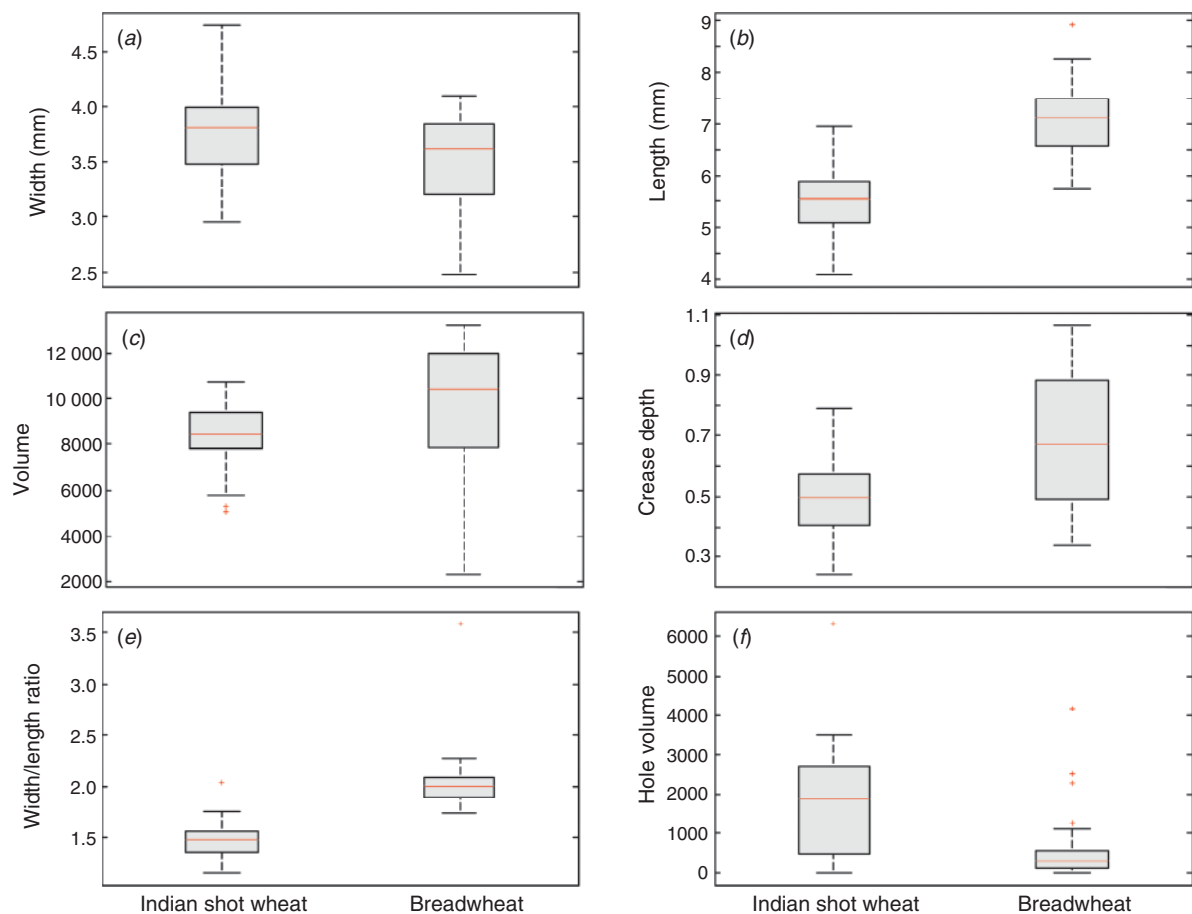 (a)
Width (mm)
4.5
4.0
3.5
3.0
2.5
(b)
Length (mm)
9
8
7
6
5
4
(c)
Volume
12 000
10 000
8000
6000
4000
2000
(d)
Crease depth
1.1
0.9
0.7
0.5
0.3
(e)
Width/length ratio
3.5
3.0
2.5
2.0
1.5
Indian shot wheat
Breadwheat
(f)
Hole volume
6000
5000
4000
3000
2000
1000
0
Indian shot wheat
Breadwheat